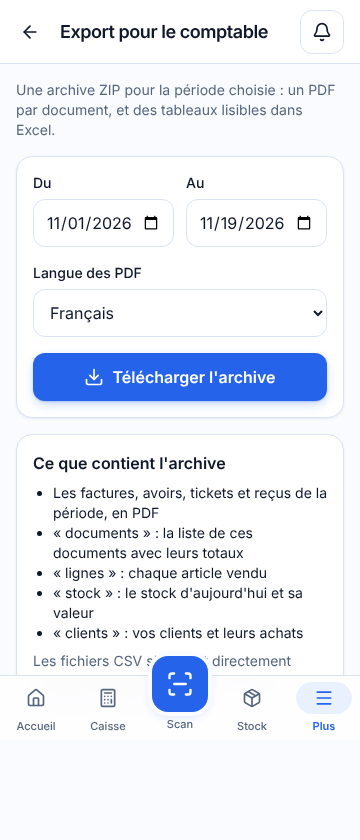 Export pour le comptable
Une archive ZIP pour la période choisie : un PDF
par document, et des tableaux lisibles dans
Excel.
Du
Au
11/01/2026
11/19/2026
Langue des PDF
Français
Télécharger l'archive
Ce que contient l'archive
• Les factures, avoirs, tickets et reçus de la
période, en PDF
• « documents » : la liste de ces
documents avec leurs totaux
• « lignes » : chaque article vendu
• « stock » : le stock d'aujourd'hui et sa
valeur
• « clients » : vos clients et leurs achats
Les fichiers CSV directement
Accueil
Caisse
Scan
Stock
Plus